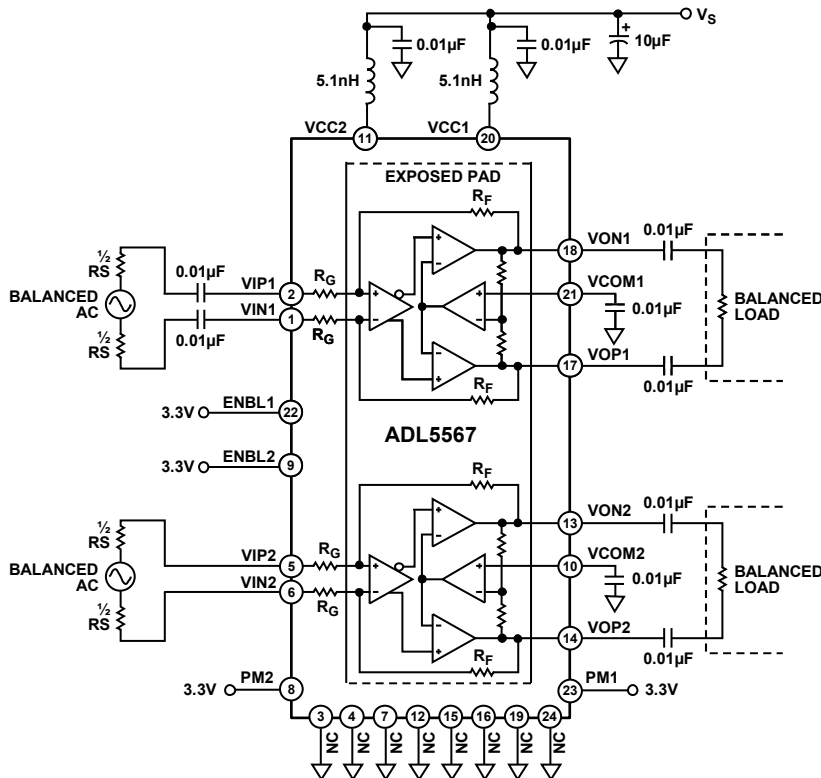 VS
0.01µF
0.01µF
10µF
+
5.1nH
5.1nH
VCC2
VCC1
11
20
EXPOSED PAD
RF
½
RS
BALANCED
AC
½
RS
0.01µF
0.01µF
VIP1
2
VIN1
1
RG
RG
+
−
+
−
+
−
−
+
RF
VON1
18
VCOM1
21
VOP1
17
0.01µF
0.01µF
0.01µF
BALANCED
LOAD
ENBL1
3.3V
22
ENBL2
3.3V
9
ADL5567
RF
½
RS
BALANCED
AC
½
RS
VIP2
5
VIN2
6
RG
RG
+
−
+
−
+
−
−
+
RF
VON2
13
VCOM2
10
VOP2
14
0.01µF
0.01µF
0.01µF
BALANCED
LOAD
PM2
3.3V
8
PM1
23
3.3V
3
4
7
12
15
16
19
24
NC
NC
NC
NC
NC
NC
NC
NC